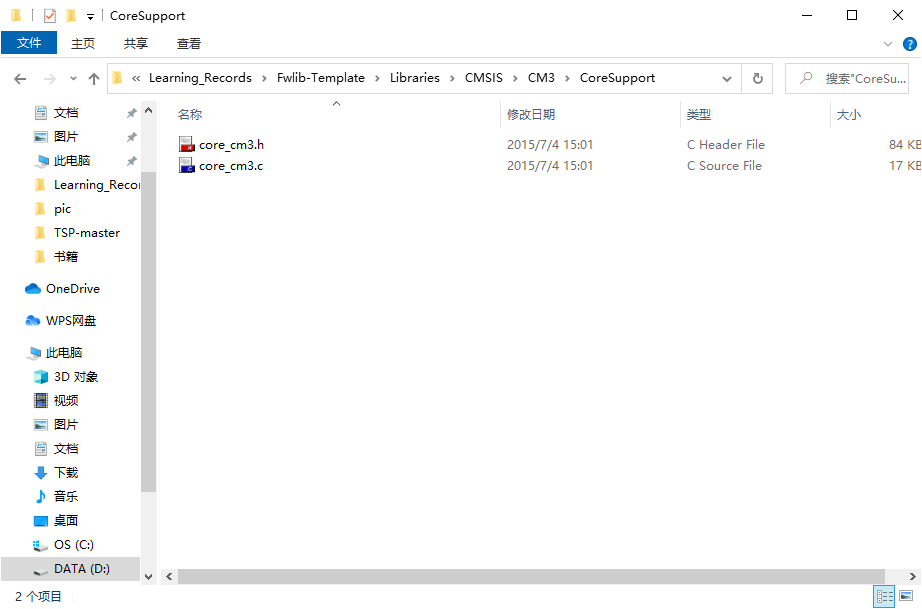 CoreSupport
文件 主页 共享 查看
« Learning_Records › Fwlib-Template › Libraries › CMSIS › CM3 › CoreSupport 搜索"CoreSu...
名称 修改日期 类型 大小
core_cm3.h 2015/7/4 15:01 C Header File 84 KB
core_cm3.c 2015/7/4 15:01 C Source File 17 KB
文档
图片
此电脑
Learning_Recor
pic
TSP-master
书籍
OneDrive
WPS网盘
此电脑
3D 对象
视频
图片
文档
下载
音乐
桌面
OS (C:)
DATA (D:)
2 个项目